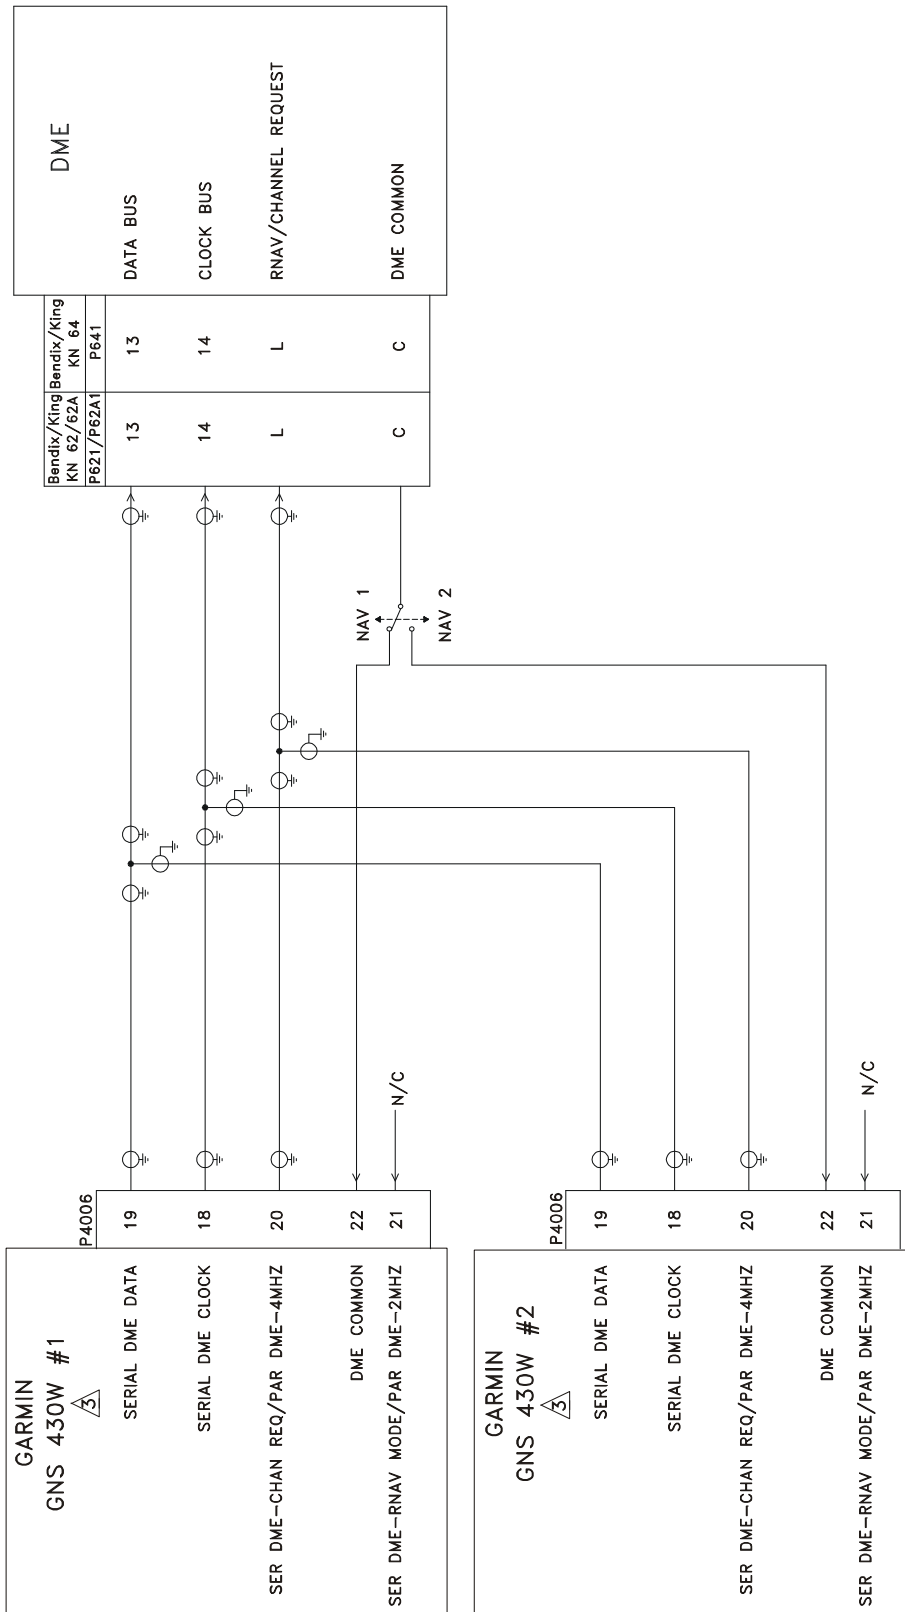 GARMIN
GNS 430W #1
3
P4006
SERIAL DME DATA 19
SERIAL DME CLOCK 18
SER DME-CHAN REQ/PAR DME-4MHZ 20
DME COMMON 22
SER DME-RNAV MODE/PAR DME-2MHZ 21
N/C
NAV 1
NAV 2
Bendix/King
KN 62/62A
P621/P62A1
Bendix/King
KN 64
P641
DME
13 13 DATA BUS
14 14 CLOCK BUS
L L RNAV/CHANNEL REQUEST
C C DME COMMON
GARMIN
GNS 430W #2
3
P4006
SERIAL DME DATA 19
SERIAL DME CLOCK 18
SER DME-CHAN REQ/PAR DME-4MHZ 20
DME COMMON 22
SER DME-RNAV MODE/PAR DME-2MHZ 21
N/C